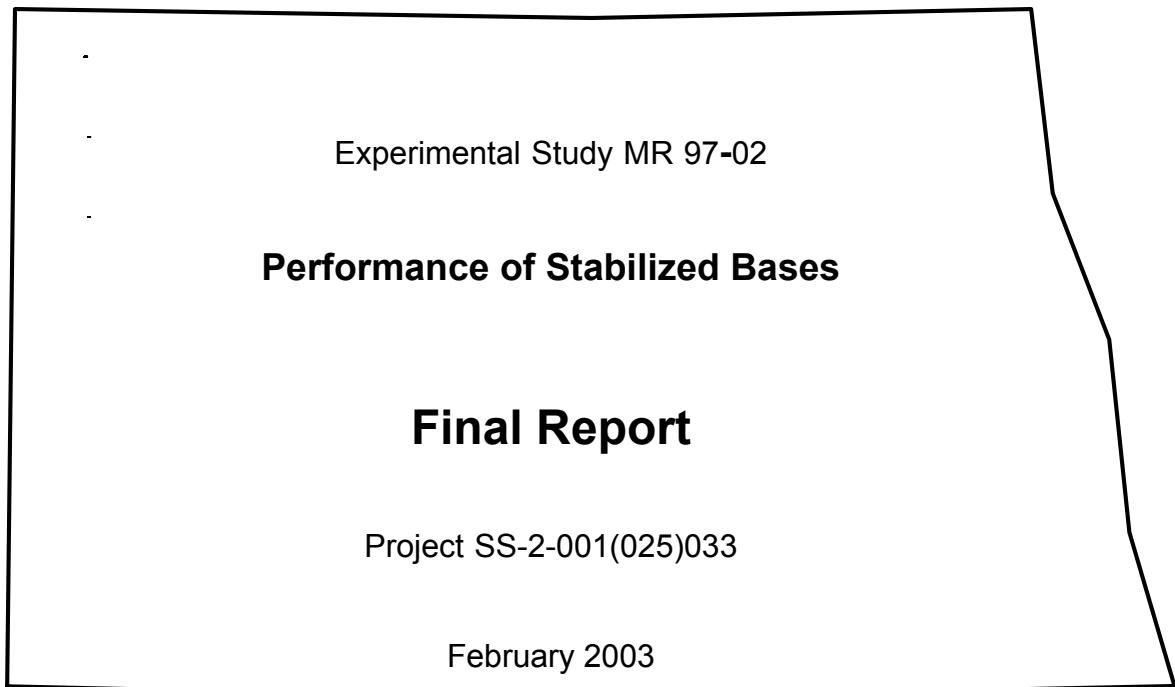 Experimental Study MR 97-02
Performance of Stabilized Bases
Final Report
Project SS-2-001(025)033
February 2003